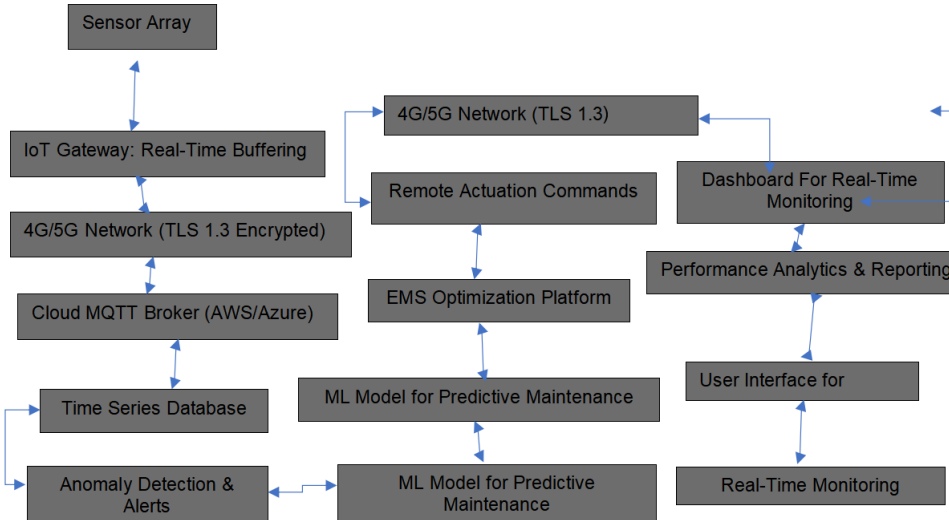 Sensor Array
IoT Gateway: Real-Time Buffering
4G/5G Network (TLS 1.3 Encrypted)
Cloud MQTT Broker (AWS/Azure)
Time Series Database
Anomaly Detection &
Alerts
4G/5G Network (TLS 1.3)
Remote Actuation Commands
EMS Optimization Platform
ML Model for Predictive Maintenance
ML Model for Predictive
Maintenance
Dashboard For Real-Time
Monitoring
Performance Analytics & Reporting
User Interface for
Real-Time Monitoring